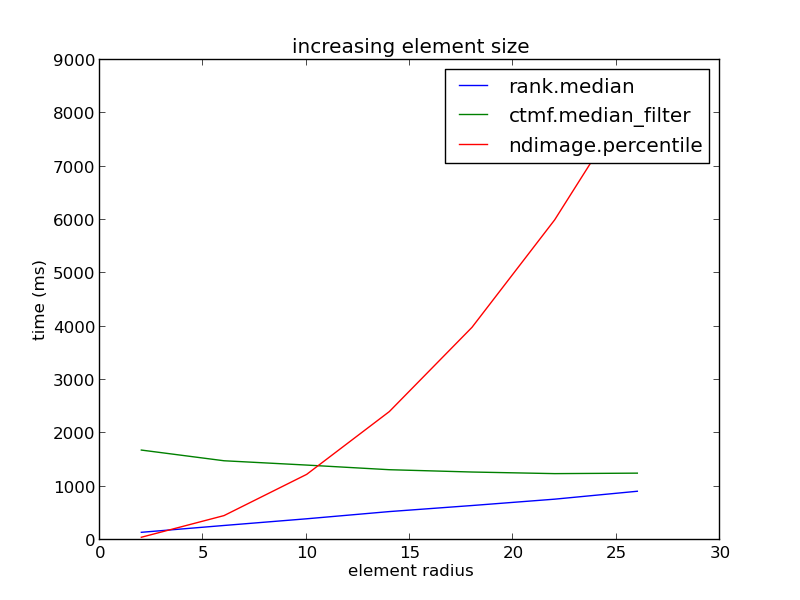 increasing element size
rank.median
ctmf.median_filter
ndimage.percentile
time (ms)
9000
8000
7000
6000
5000
4000
3000
2000
1000
0
0 5 10 15 20 25 30
element radius